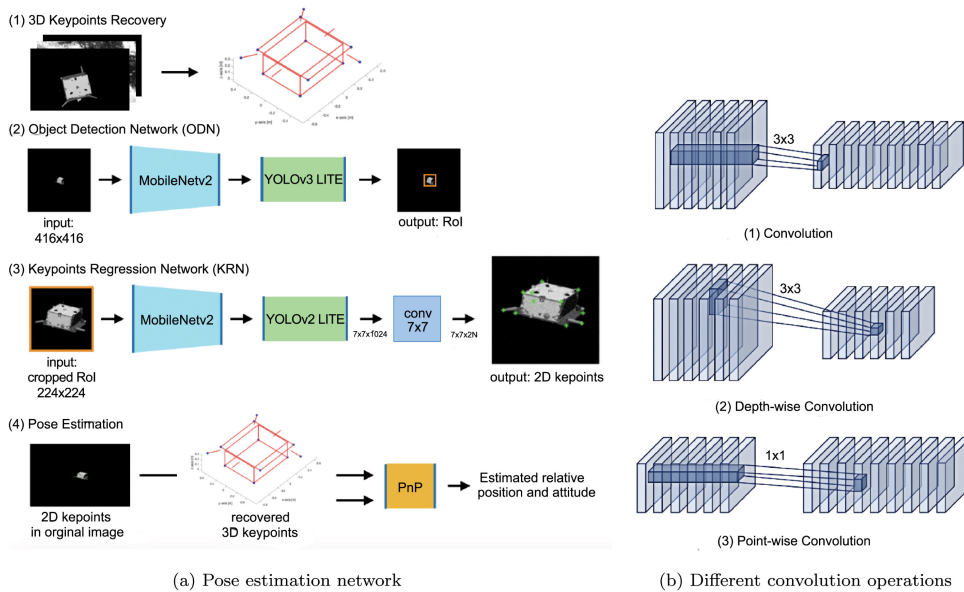 (1) 3D Keypoints Recovery
(2) Object Detection Network (ODN)
MobileNetv2
YOLOv3 LITE
input:
416x416
output: RoI
(3) Keypoints Regression Network (KRN)
MobileNetv2
YOLOv2 LITE
7x7x1024
conv
7x7
7x7x2N
input:
cropped RoI
224x224
output: 2D kepoints
(4) Pose Estimation
PnP
Estimated relative
position and attitude
2D kepoints
in orginal image
recovered
3D keypoints
(a) Pose estimation network
3x3
(1) Convolution
3x3
(2) Depth-wise Convolution
1x1
(3) Point-wise Convolution
(b) Different convolution operations